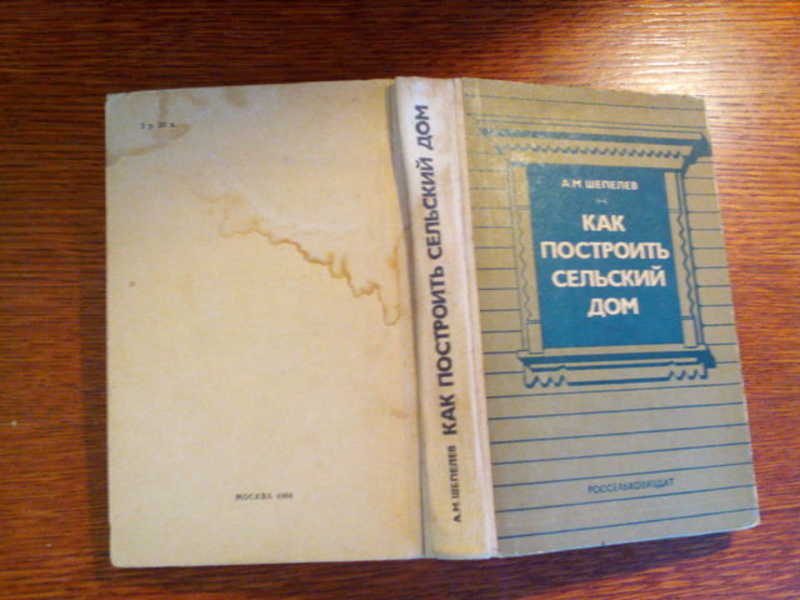 А.М. ШЕПЕЛЕВ
КАК
ПОСТРОИТЬ
СЕЛЬСКИЙ
ДОМ
РОССЕЛЬХОЗИЗДАТ
А.М. ШЕПЕЛЕВ КАК ПОСТРОИТЬ СЕЛЬСКИЙ ДОМ
МОСКВА